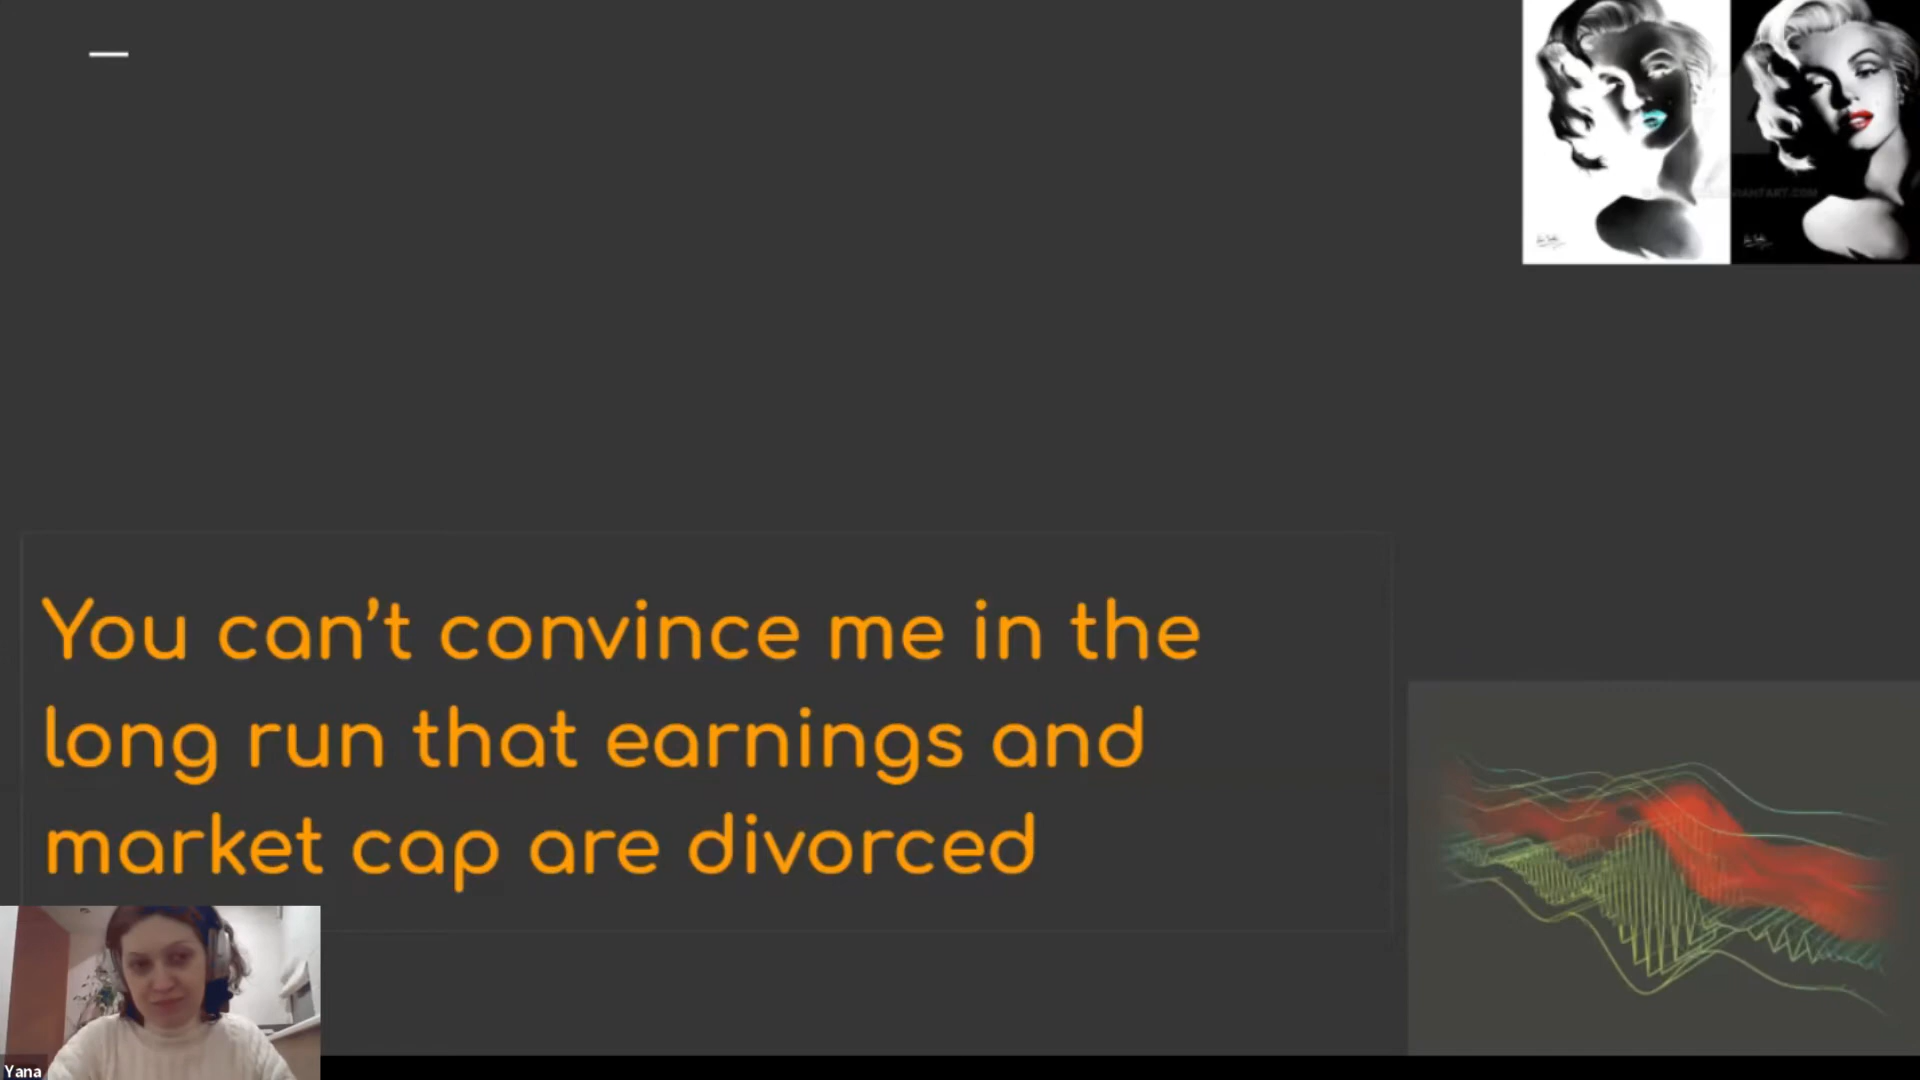 You can’t convince me in the
long run that earnings and
market cap are divorced
Yana